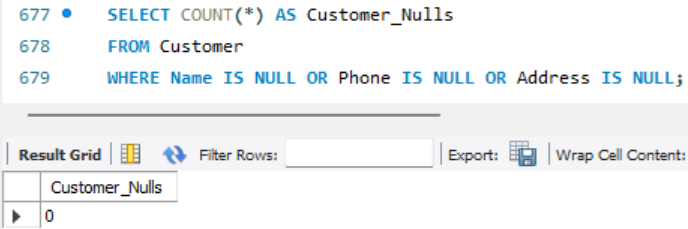 677 SELECT COUNT(*) AS Customer_Nulls
678 FROM Customer
679 WHERE Name IS NULL OR Phone IS NULL OR Address IS NULL;
Result Grid Filter Rows: Export: Wrap Cell Content:
Customer_Nulls
0